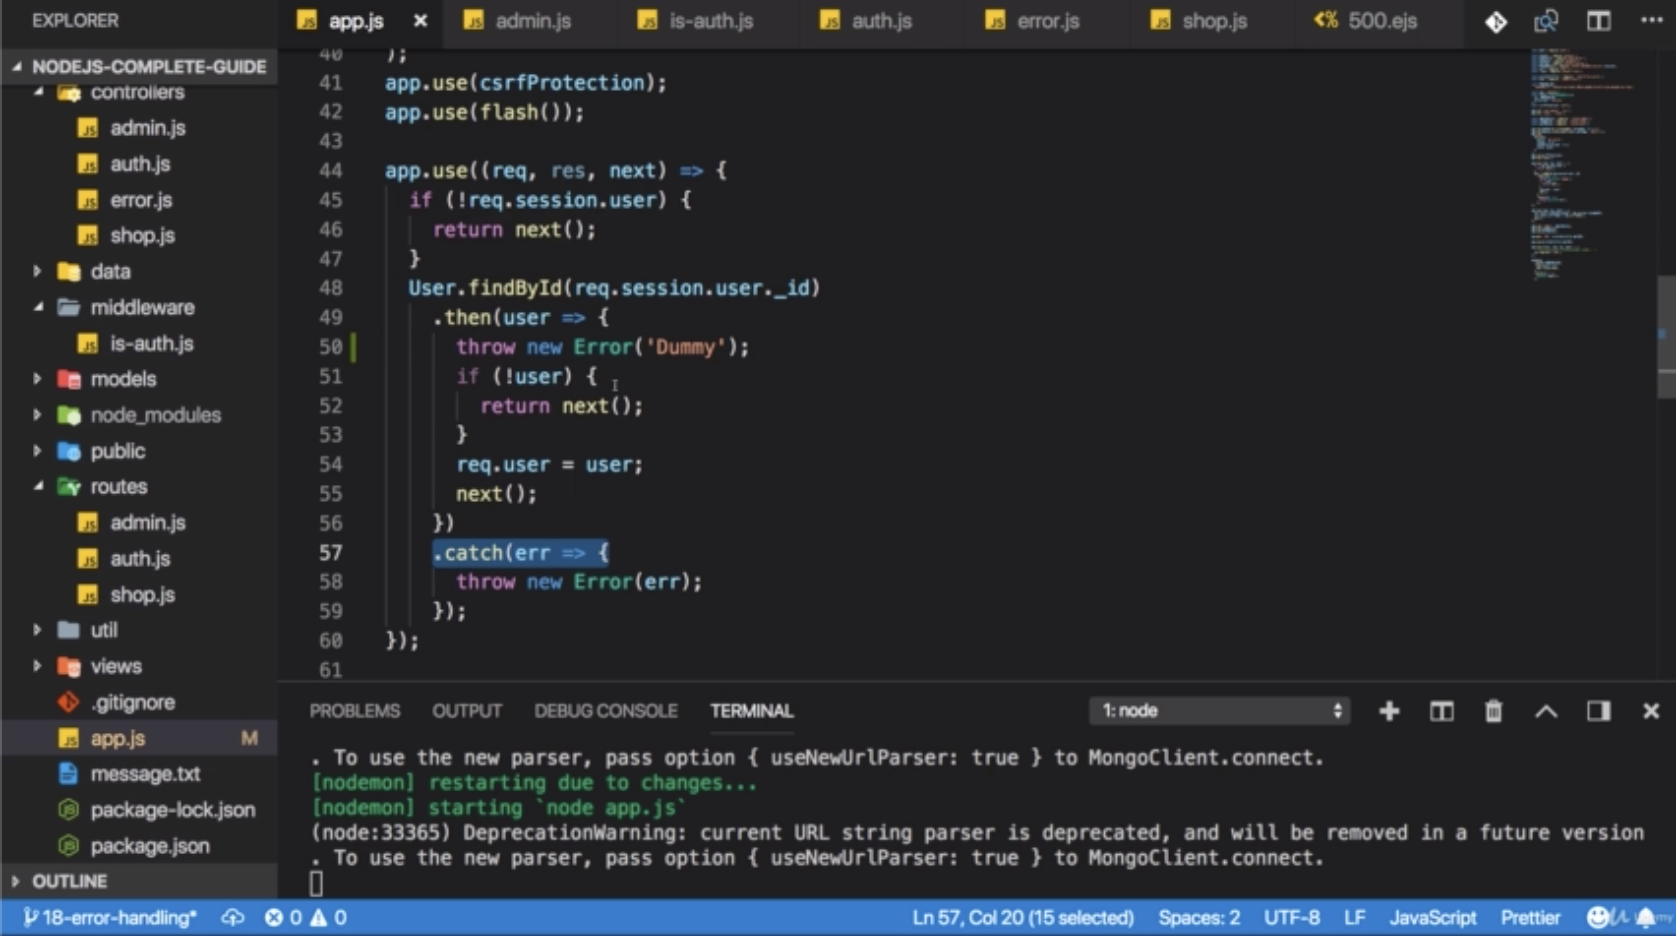 EXPLORER
app.js
admin.js
is-auth.js
auth.js
error.js
shop.js
<% 500.ejs
NODEJS-COMPLETE-GUIDE
controllers
admin.js
auth.js
error.js
shop.js
data
middleware
is-auth.js
models
node_modules
public
routes
admin.js
auth.js
shop.js
util
views
.gitignore
app.js M
message.txt
package-lock.json
package.json
OUTLINE
40 );
41 app.use(csrfProtection);
42 app.use(flash());
43
44 app.use((req, res, next) => {
45 if (!req.session.user) {
46 return next();
47 }
48 User.findById(req.session.user._id)
49 .then(user => {
50 throw new Error('Dummy');
51 if (!user) {
52 return next();
53 }
54 req.user = user;
55 next();
56 })
57 .catch(err => {
58 throw new Error(err);
59 });
60 });
61
PROBLEMS OUTPUT DEBUG CONSOLE TERMINAL 1: node
. To use the new parser, pass option { useNewUrlParser: true } to MongoClient.connect.
[nodemon] restarting due to changes...
[nodemon] starting `node app.js`
(node:33365) DeprecationWarning: current URL string parser is deprecated, and will be removed in a future version
. To use the new parser, pass option { useNewUrlParser: true } to MongoClient.connect.
18-error-handling* 0 0 Ln 57, Col 20 (15 selected) Spaces: 2 UTF-8 LF JavaScript Prettier